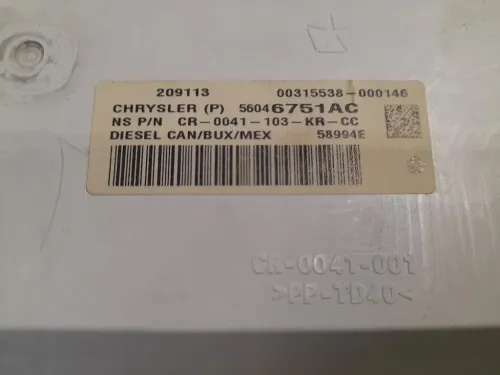 209113 00315538-000146
CHRYSLER (P) 56046751AC
NS P/N CR-0041-103-KR-CC
DIESEL CAN/BUX/MEX 58994E
CR-0041-001
>PP-TD40<